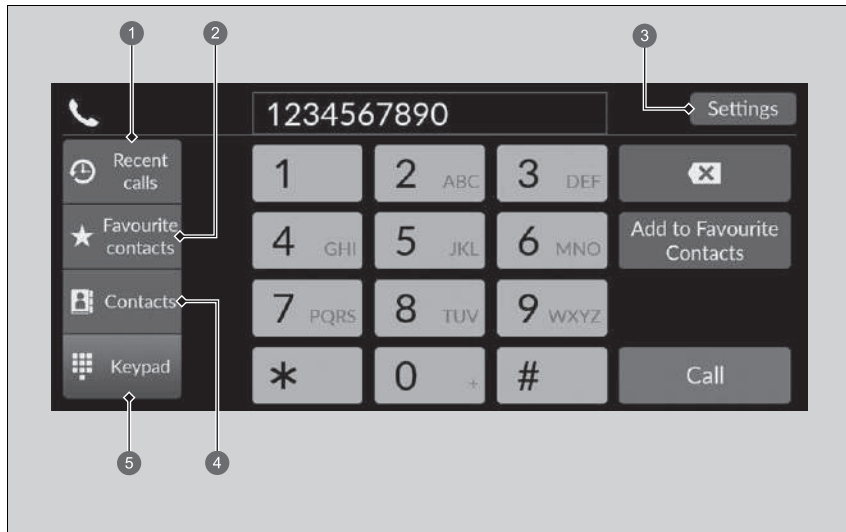 1 2 3
1234567890 Settings
Recent
calls
1 2 ABC 3 DEF
Favourite
contacts
4 GHI 5 JKL 6 MNO
Add to Favourite
Contacts
Contacts
7 PQRS 8 TUV 9 WXYZ
Keypad
* 0 + # Call
5 4